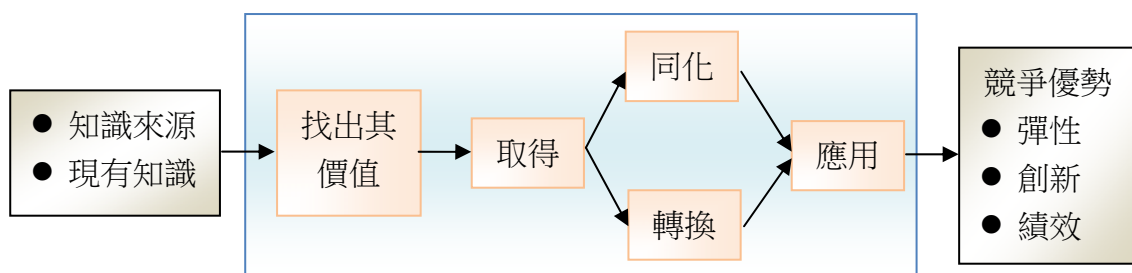 ● 知識來源
● 現有知識
找出其
價值
取得
同化
轉換
應用
競爭優勢
● 彈性
● 創新
● 績效